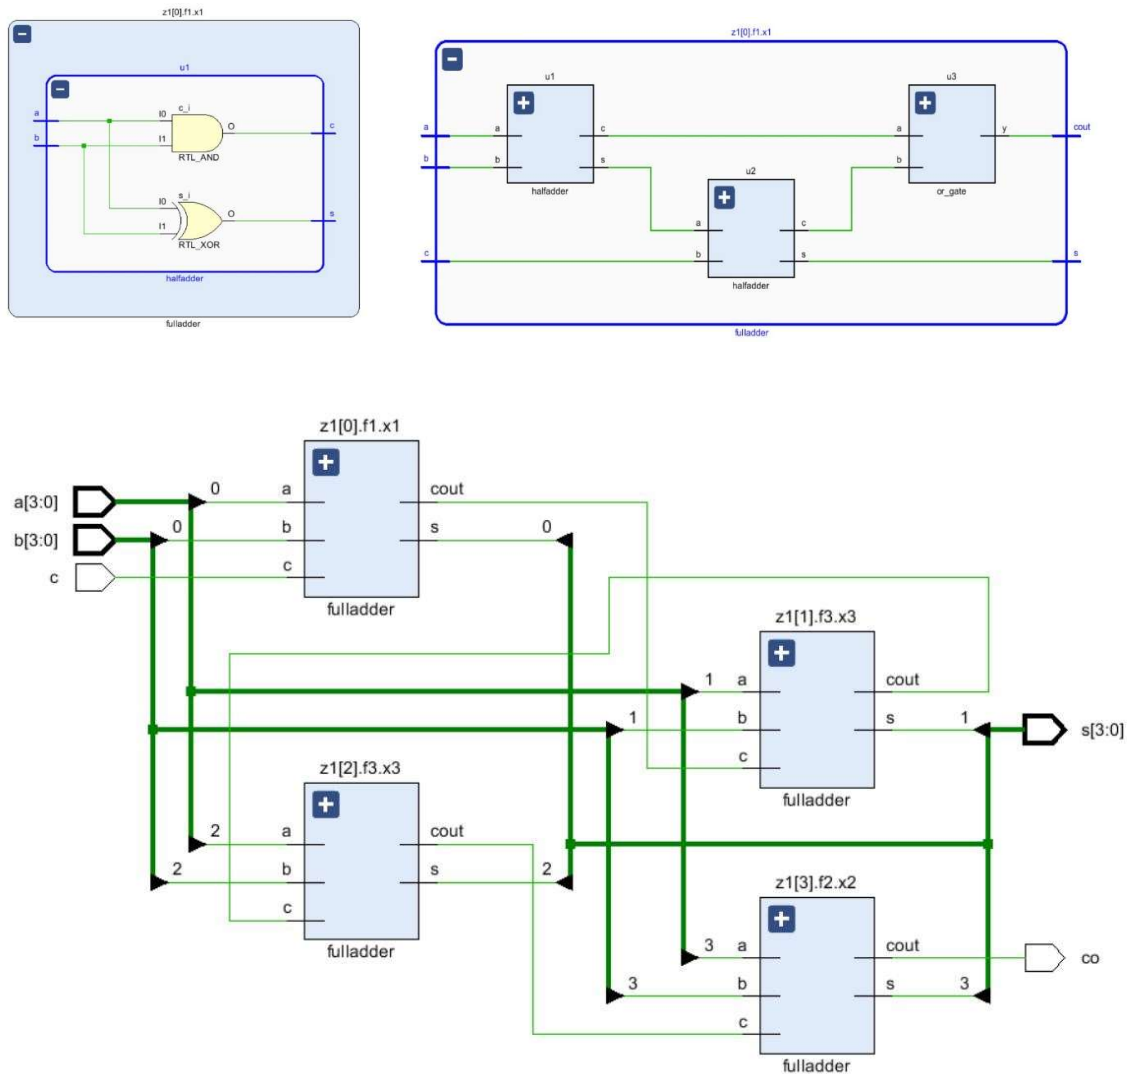 z1[0].f1.x1
u1
a
b
I0
c_i
I1
O
RTL_AND
c
I0
s_i
I1
O
RTL_XOR
s
halfadder
fulladder
z1[0].f1.x1
u1
a
a
c
b
b
s
halfadder
u2
a
c
c
b
s
halfadder
u3
a
y
cout
b
or_gate
s
fulladder
z1[0].f1.x1
a[3:0]
0
a
cout
b[3:0]
0
b
s
0
c
c
fulladder
z1[1].f3.x3
1
a
cout
1
b
s
1
s[3:0]
c
fulladder
z1[2].f3.x3
2
a
cout
2
b
s
2
c
fulladder
z1[3].f2.x2
3
a
cout
co
3
b
s
3
c
fulladder